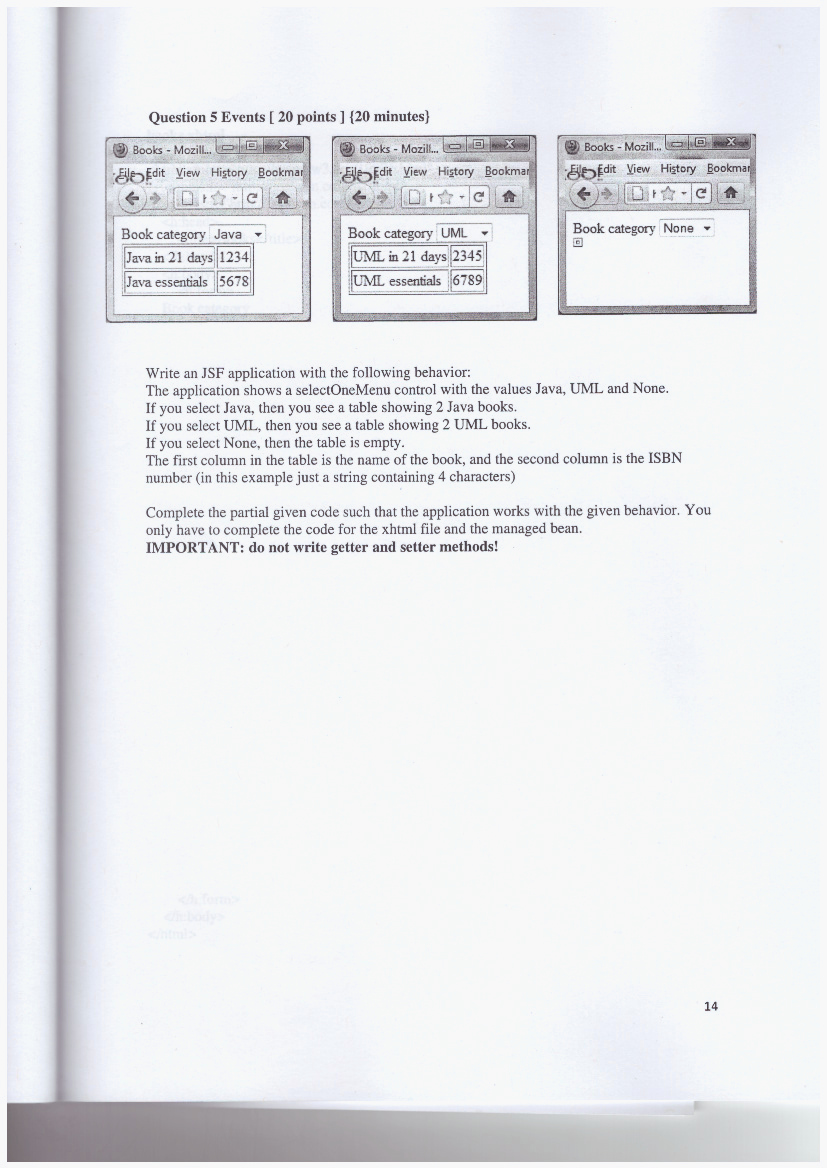 Question 5 Events [ 20 points ] {20 minutes}
Books - Mozill...
File Edit View History Bookmar
Book category Java
Java in 21 days 1234
Java essentials 5678
Books - Mozill...
File Edit View History Bookmar
Book category UML
UML in 21 days 2345
UML essentials 6789
Books - Mozill...
File Edit View History Bookmar
Book category None
Write an JSF application with the following behavior:
The application shows a selectOneMenu control with the values Java, UML and None.
If you select Java, then you see a table showing 2 Java books.
If you select UML, then you see a table showing 2 UML books.
If you select None, then the table is empty.
The first column in the table is the name of the book, and the second column is the ISBN
number (in this example just a string containing 4 characters)
Complete the partial given code such that the application works with the given behavior. You
only have to complete the code for the xhtml file and the managed bean.
IMPORTANT: do not write getter and setter methods!
</h:form>
</h:body>
</html>
14